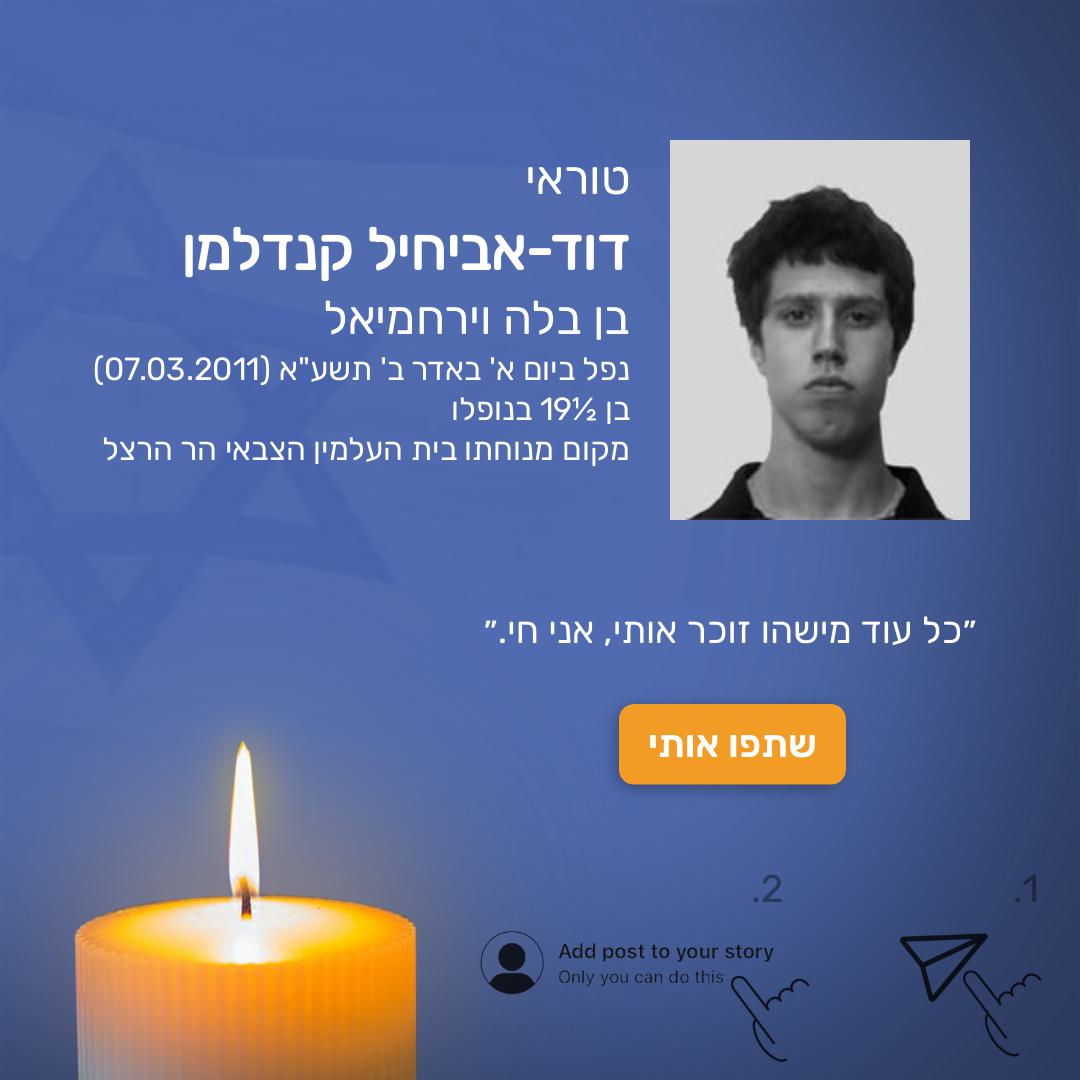 טוראי
דוד-אביחיל קנדלמן
בן בלה וירחמיאל
נפל ביום א' באדר ב' תשע"א (07.03.2011)
בן 19½ בנופלו
מקום מנוחתו בית העלמין הצבאי הר הרצל
״כל עוד מישהו זוכר אותי, אני חי.״
שתפו אותי
1.
2.
Add post to your story
Only you can do this